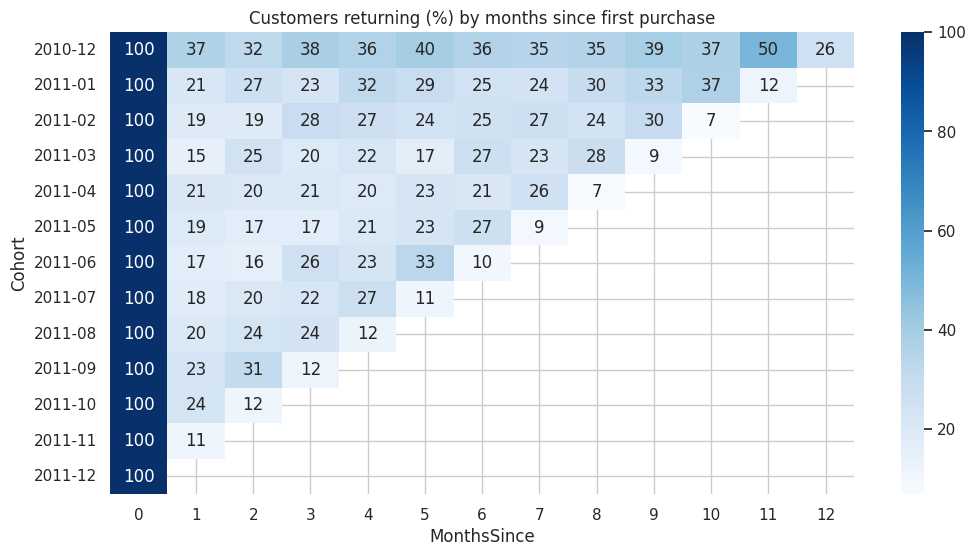 Customers returning (%) by months since first purchase
Cohort
2010-12 100 37 32 38 36 40 36 35 35 39 37 50 26
2011-01 100 21 27 23 32 29 25 24 30 33 37 12
2011-02 100 19 19 28 27 24 25 27 24 30 7
2011-03 100 15 25 20 22 17 27 23 28 9
2011-04 100 21 20 21 20 23 21 26 7
2011-05 100 19 17 17 21 23 27 9
2011-06 100 17 16 26 23 33 10
2011-07 100 18 20 22 27 11
2011-08 100 20 24 24 12
2011-09 100 23 31 12
2011-10 100 24 12
2011-11 100 11
2011-12 100
0 1 2 3 4 5 6 7 8 9 10 11 12
MonthsSince
100
80
60
40
20